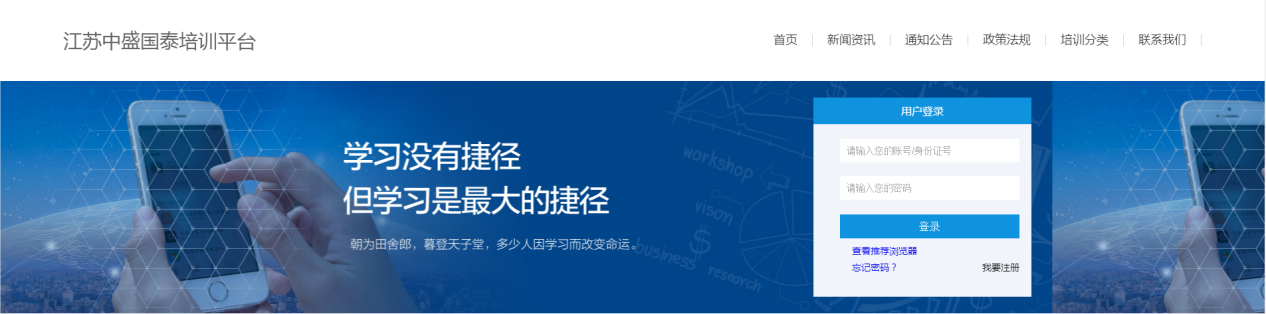 江苏中盛国泰培训平台
首页 新闻资讯 通知公告 政策法规 培训分类 联系我们
学习没有捷径
但学习是最大的捷径
朝为田舍郎，暮登天子堂，多少人因学习而改变命运。
workshop
vison
business research
用户登录
请输入您的账号/身份证号
请输入您的密码
登录
查看推荐浏览器
忘记密码？ 我要注册